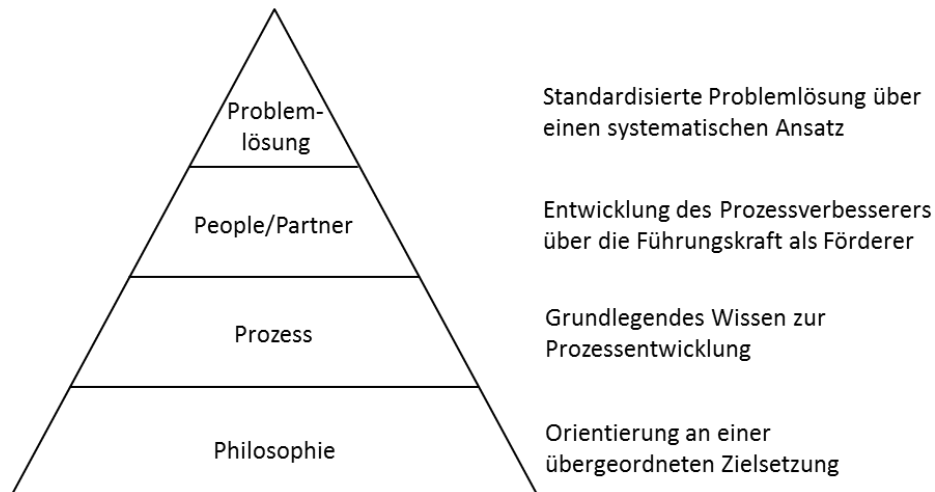 Problem-
lösung
Standardisierte Problemlösung über
einen systematischen Ansatz
People/Partner
Entwicklung des Prozessverbesserers
über die Führungskraft als Förderer
Prozess
Grundlegendes Wissen zur
Prozessentwicklung
Philosophie
Orientierung an einer
übergeordneten Zielsetzung